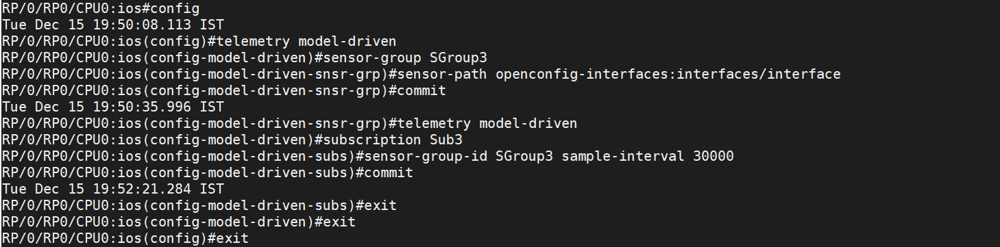 RP/0/RP0/CPU0:ios#config
Tue Dec 15 19:50:08.113 IST
RP/0/RP0/CPU0:ios(config)#telemetry model-driven
RP/0/RP0/CPU0:ios(config-model-driven)#sensor-group SGroup3
RP/0/RP0/CPU0:ios(config-model-driven-snsr-grp)#sensor-path openconfig-interfaces:interfaces/interface
RP/0/RP0/CPU0:ios(config-model-driven-snsr-grp)#commit
Tue Dec 15 19:50:35.996 IST
RP/0/RP0/CPU0:ios(config-model-driven-snsr-grp)#telemetry model-driven
RP/0/RP0/CPU0:ios(config-model-driven)#subscription Sub3
RP/0/RP0/CPU0:ios(config-model-driven-subs)#sensor-group-id SGroup3 sample-interval 30000
RP/0/RP0/CPU0:ios(config-model-driven-subs)#commit
Tue Dec 15 19:52:21.284 IST
RP/0/RP0/CPU0:ios(config-model-driven-subs)#exit
RP/0/RP0/CPU0:ios(config-model-driven)#exit
RP/0/RP0/CPU0:ios(config)#exit